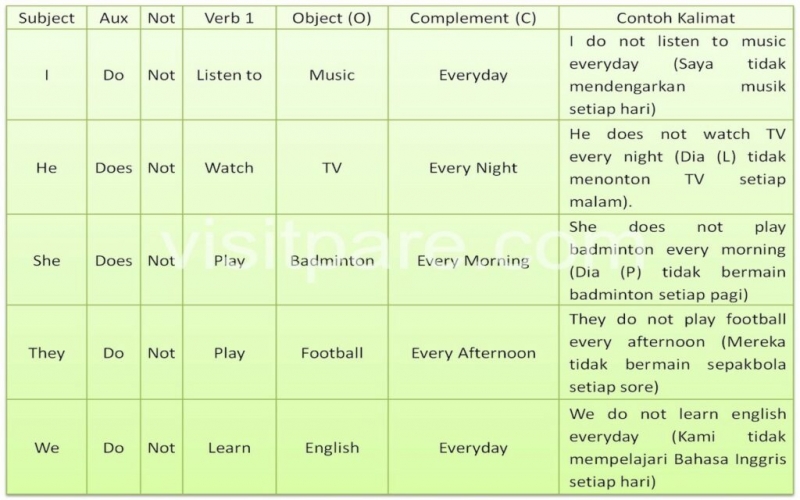 Subject Aux Not Verb 1 Object (O) Complement (C) Contoh Kalimat
I Do Not Listen to Music Everyday
I do not listen to music
everyday (Saya tidak
mendengarkan musik
setiap hari)
He Does Not Watch TV Every Night
He does not watch TV
every night (Dia (L) tidak
menonton TV setiap
malam).
She Does Not Play Badminton Every Morning
She does not play
badminton every morning
(Dia (P) tidak bermain
badminton setiap pagi)
visitpare.com
They Do Not Play Football Every Afternoon
They do not play football
every afternoon (Mereka
tidak bermain sepakbola
setiap sore)
We Do Not Learn English Everyday
We do not learn english
everyday (Kami tidak
mempelajari Bahasa Inggris
setiap hari)